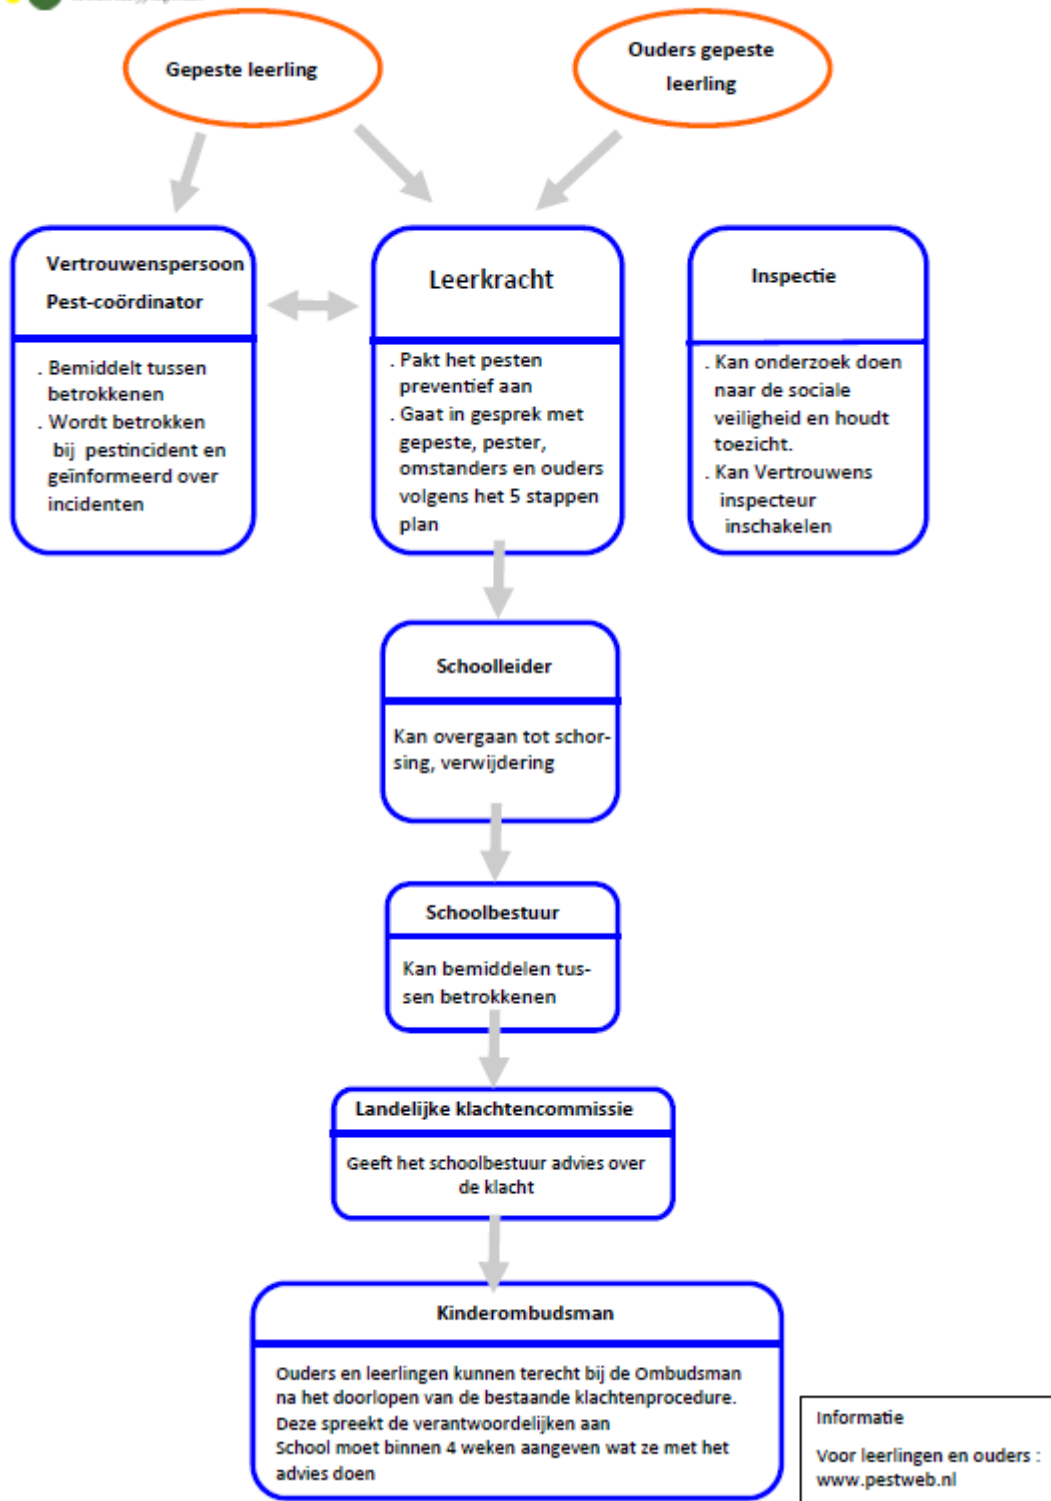 Gepeste leerling
Ouders gepeste
leerling
Vertrouwenspersoon
Pest-coördinator
. Bemiddelt tussen
betrokkenen
. Wordt betrokken
bij pestincident en
geïnformeerd over
incidenten
Leerkracht
. Pakt het pesten
preventief aan
. Gaat in gesprek met
gepeste, pester,
omstanders en ouders
volgens het 5 stappen
plan
Inspectie
. Kan onderzoek doen
naar de sociale
veiligheid en houdt
toezicht.
. Kan Vertrouwens
inspecteur
inschakelen
Schoolleider
Kan overgaan tot schor-
sing, verwijdering
Schoolbestuur
Kan bemiddelen tus-
sen betrokkenen
Landelijke klachtencommissie
Geeft het schoolbestuur advies over
de klacht
Kinderombudsman
Ouders en leerlingen kunnen terecht bij de Ombudsman
na het doorlopen van de bestaande klachtenprocedure.
Deze spreekt de verantwoordelijken aan
School moet binnen 4 weken aangeven wat ze met het
advies doen
Informatie
Voor leerlingen en ouders :
www.pestweb.nl